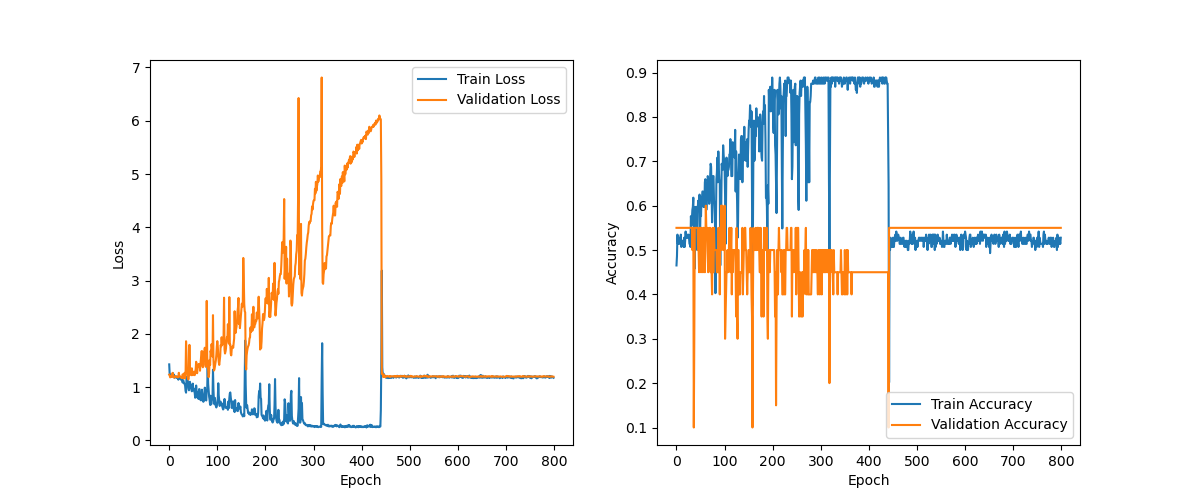 7
6
5
4
3
2
1
0
Loss
0 100 200 300 400 500 600 700 800
Epoch
Train Loss
Validation Loss
0.9
0.8
0.7
0.6
0.5
0.4
0.3
0.2
0.1
Accuracy
0 100 200 300 400 500 600 700 800
Epoch
Train Accuracy
Validation Accuracy